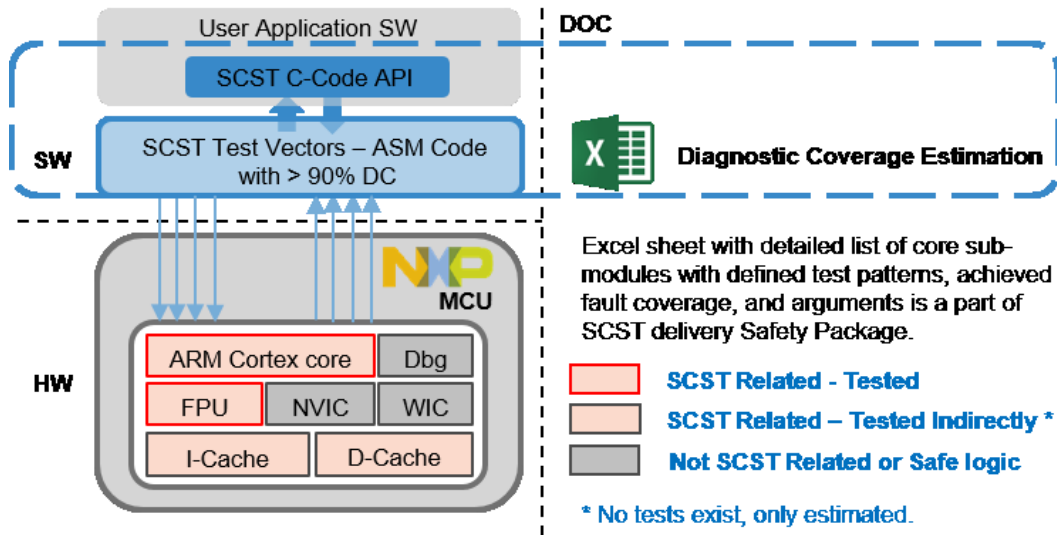 User Application SW
SCST C-Code API
SW
SCST Test Vectors – ASM Code
with > 90% DC
DOC
X
Diagnostic Coverage Estimation
HW
NXP
MCU
ARM Cortex core
Dbg
FPU
NVIC
WIC
I-Cache
D-Cache
Excel sheet with detailed list of core sub-
modules with defined test patterns, achieved
fault coverage, and arguments is a part of
SCST delivery Safety Package.
SCST Related - Tested
SCST Related – Tested Indirectly *
Not SCST Related or Safe logic
* No tests exist, only estimated.